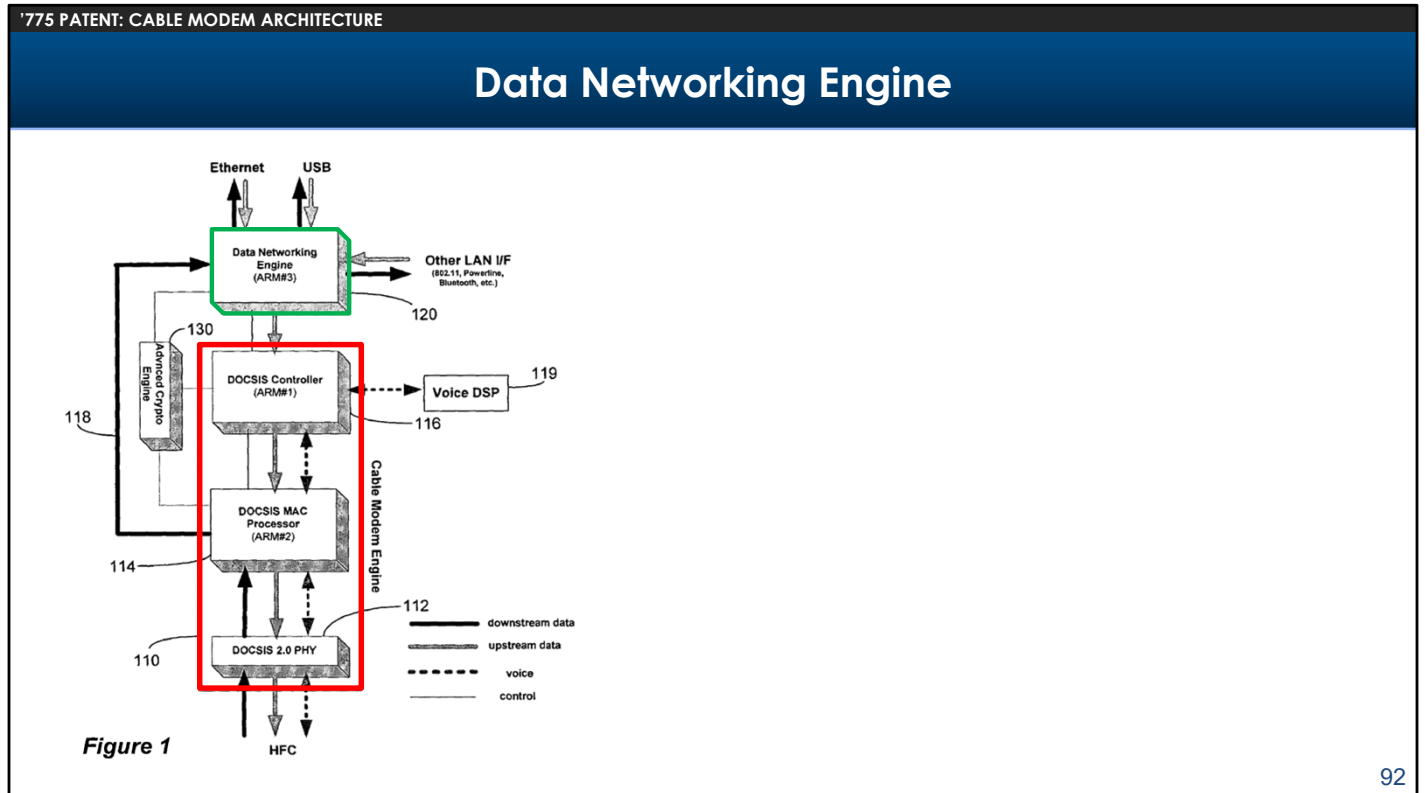 '775 PATENT: CABLE MODEM ARCHITECTURE
Data Networking Engine
Ethernet
USB
Data Networking
Engine
(ARM#3)
Other LAN I/F
(802.11, Powerline,
Bluetooth, etc.)
120
130
Advnced Crypto
Engine
DOCSIS Controller
(ARM#1)
Voice DSP
119
116
118
Cable Modem Engine
DOCSIS MAC
Processor
(ARM#2)
114
112
DOCSIS 2.0 PHY
110
downstream data
upstream data
voice
control
Figure 1
HFC
92